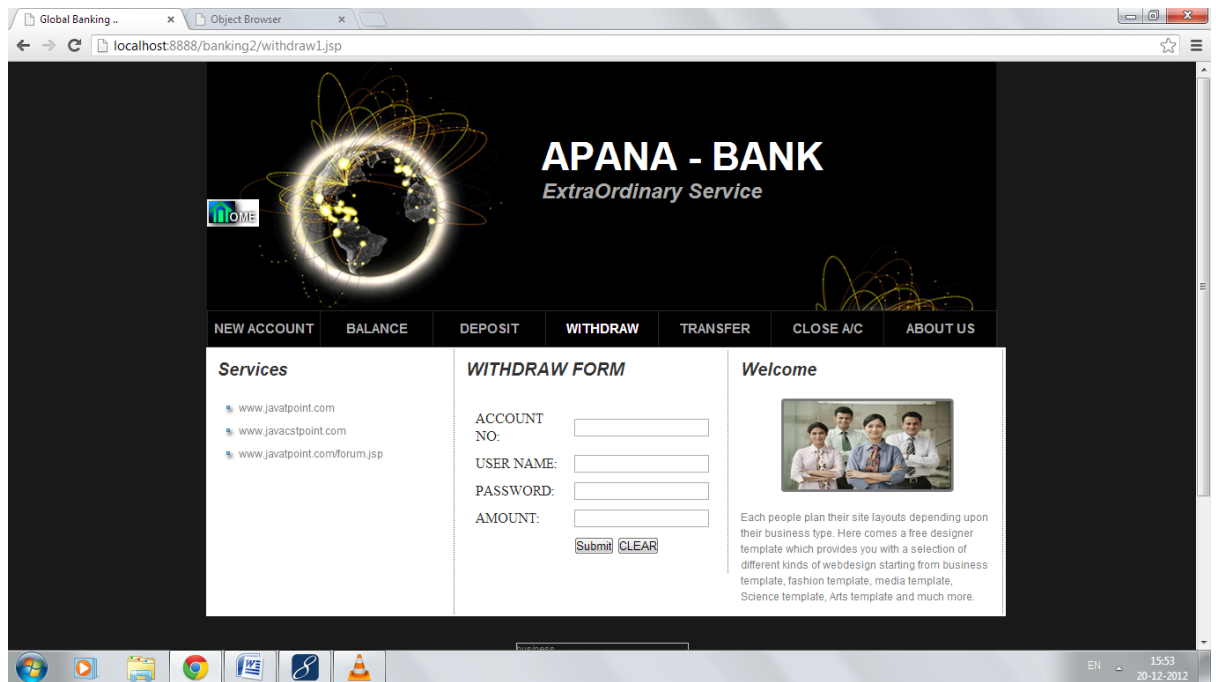 Global Banking ..
Object Browser
localhost:8888/banking2/withdraw1.jsp
APANA - BANK
ExtraOrdinary Service
HOME
NEW ACCOUNT BALANCE DEPOSIT WITHDRAW TRANSFER CLOSE A/C ABOUT US
Services
www.javatpoint.com
www.javacstpoint.com
www.javatpoint.com/forum.jsp
WITHDRAW FORM
ACCOUNT
NO:
USER NAME:
PASSWORD:
AMOUNT:
Submit CLEAR
Welcome
Each people plan their site layouts depending upon
their business type. Here comes a free designer
template which provides you with a selection of
different kinds of webdesign starting from business
template, fashion template, media template,
Science template, Arts template and much more.
business
EN
15:53
20-12-2012